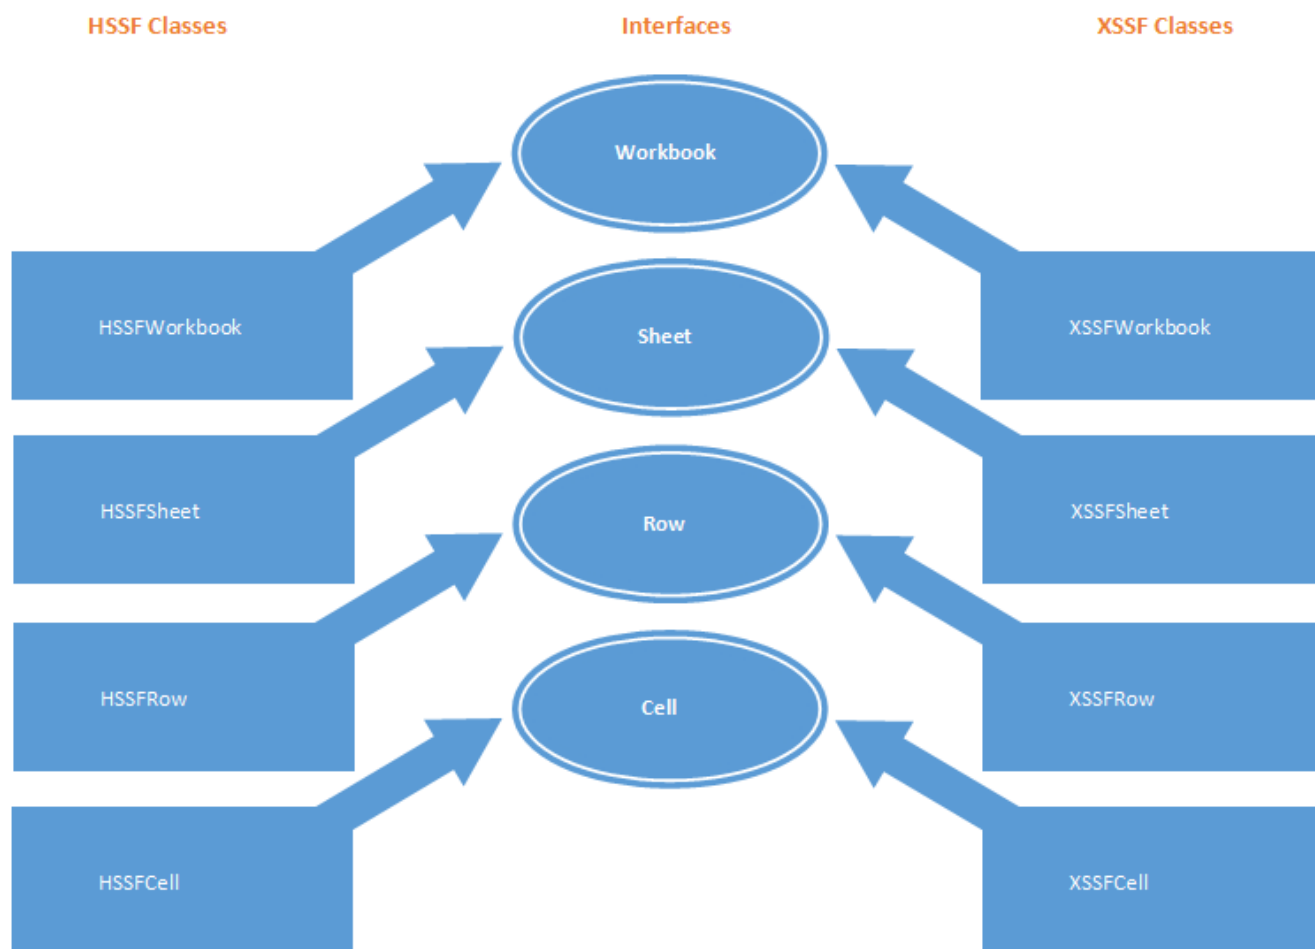 HSSF Classes
Interfaces
XSSF Classes
Workbook
HSSFWorkbook
XSSFWorkbook
Sheet
HSSFSheet
XSSFSheet
Row
HSSFRow
XSSFRow
Cell
HSSFCell
XSSFCell